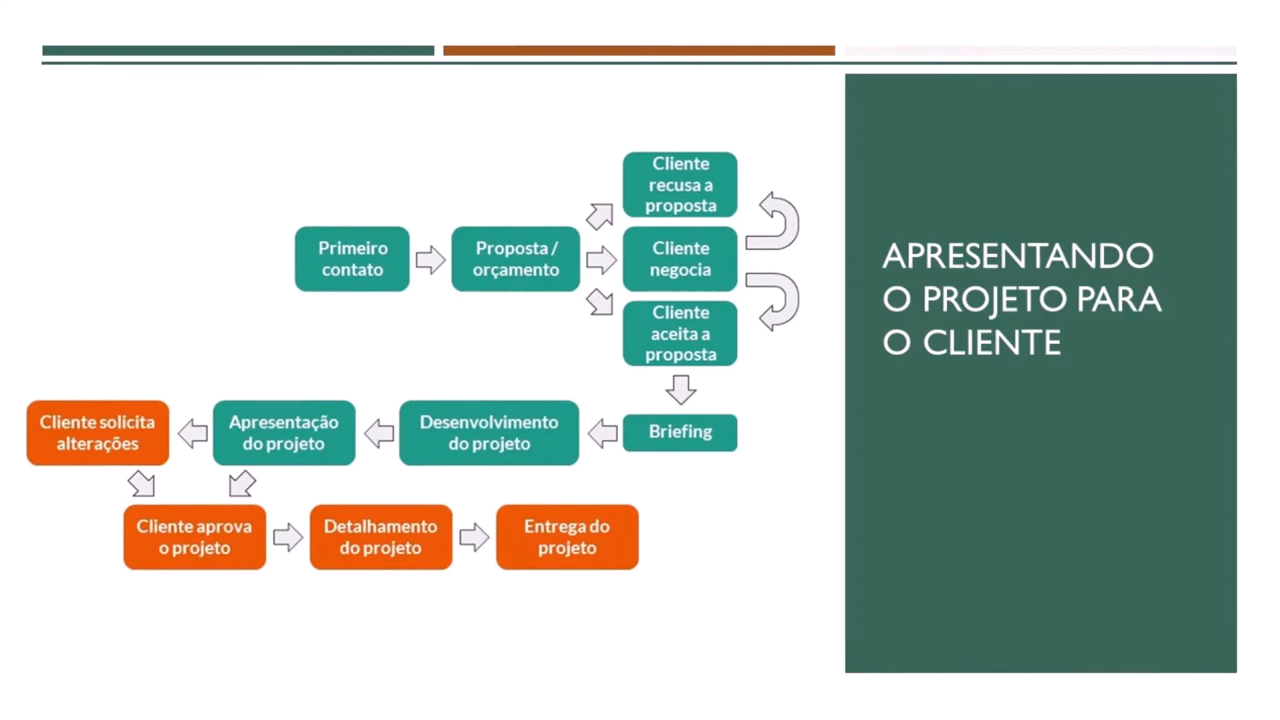 Primeiro
contato
Proposta /
orçamento
Cliente
recusa a
proposta
Cliente
negocia
Cliente
aceita a
proposta
Briefing
Desenvolvimento
do projeto
Apresentação
do projeto
Cliente solicita
alterações
Cliente aprova
o projeto
Detalhamento
do projeto
Entrega do
projeto
APRESENTANDO
O PROJETO PARA
O CLIENTE